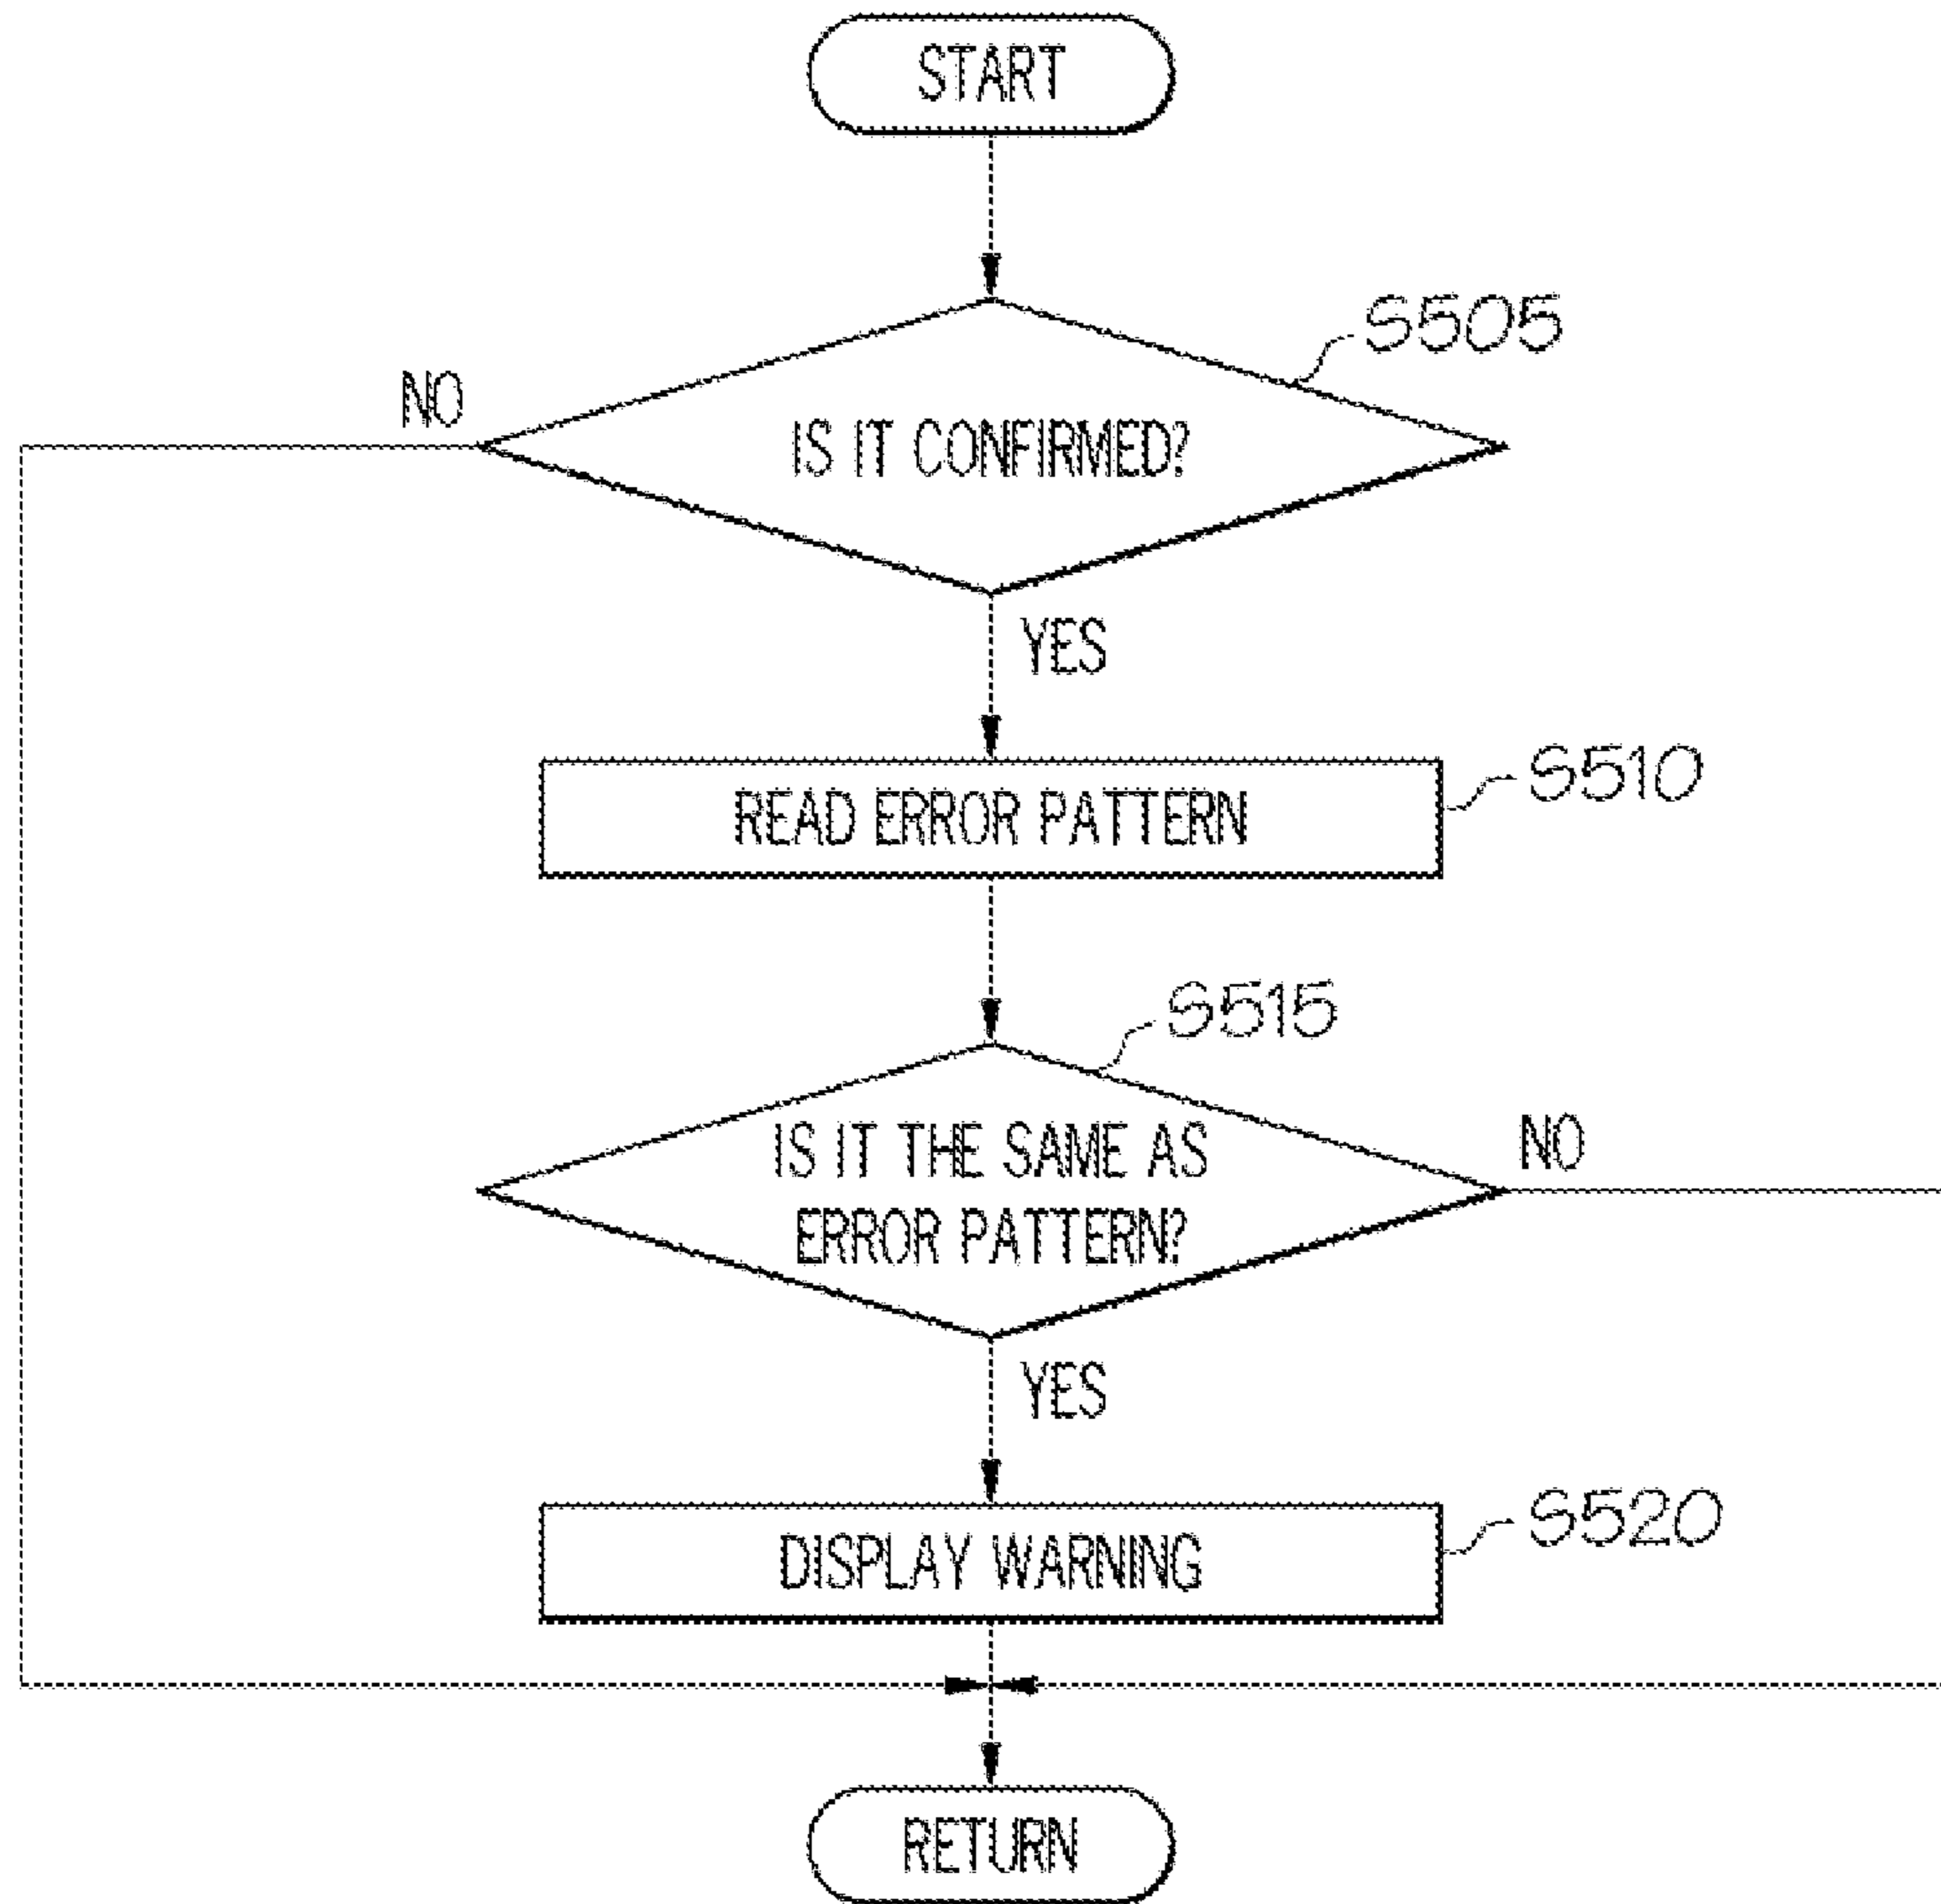 START
S505
NO
IS IT CONFIRMED?
YES
S510
READ ERROR PATTERN
S515
IS IT THE SAME AS
ERROR PATTERN?
NO
YES
S520
DISPLAY WARNING
RETURN